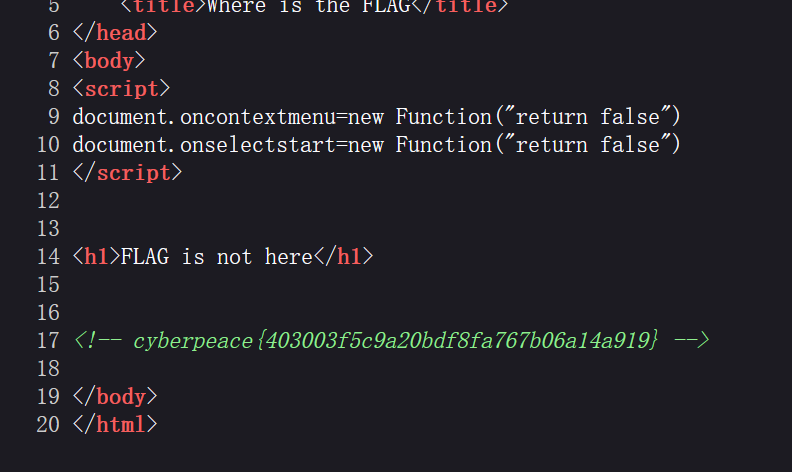 5 <title>Where is the FLAG</title>
6 </head>
7 <body>
8 <script>
9 document.oncontextmenu=new Function("return false")
10 document.onselectstart=new Function("return false")
11 </script>
12
13
14 <h1>FLAG is not here</h1>
15
16
17 <!-- cyberpeace{403003f5c9a20bdf8fa767b06a14a919} -->
18
19 </body>
20 </html>